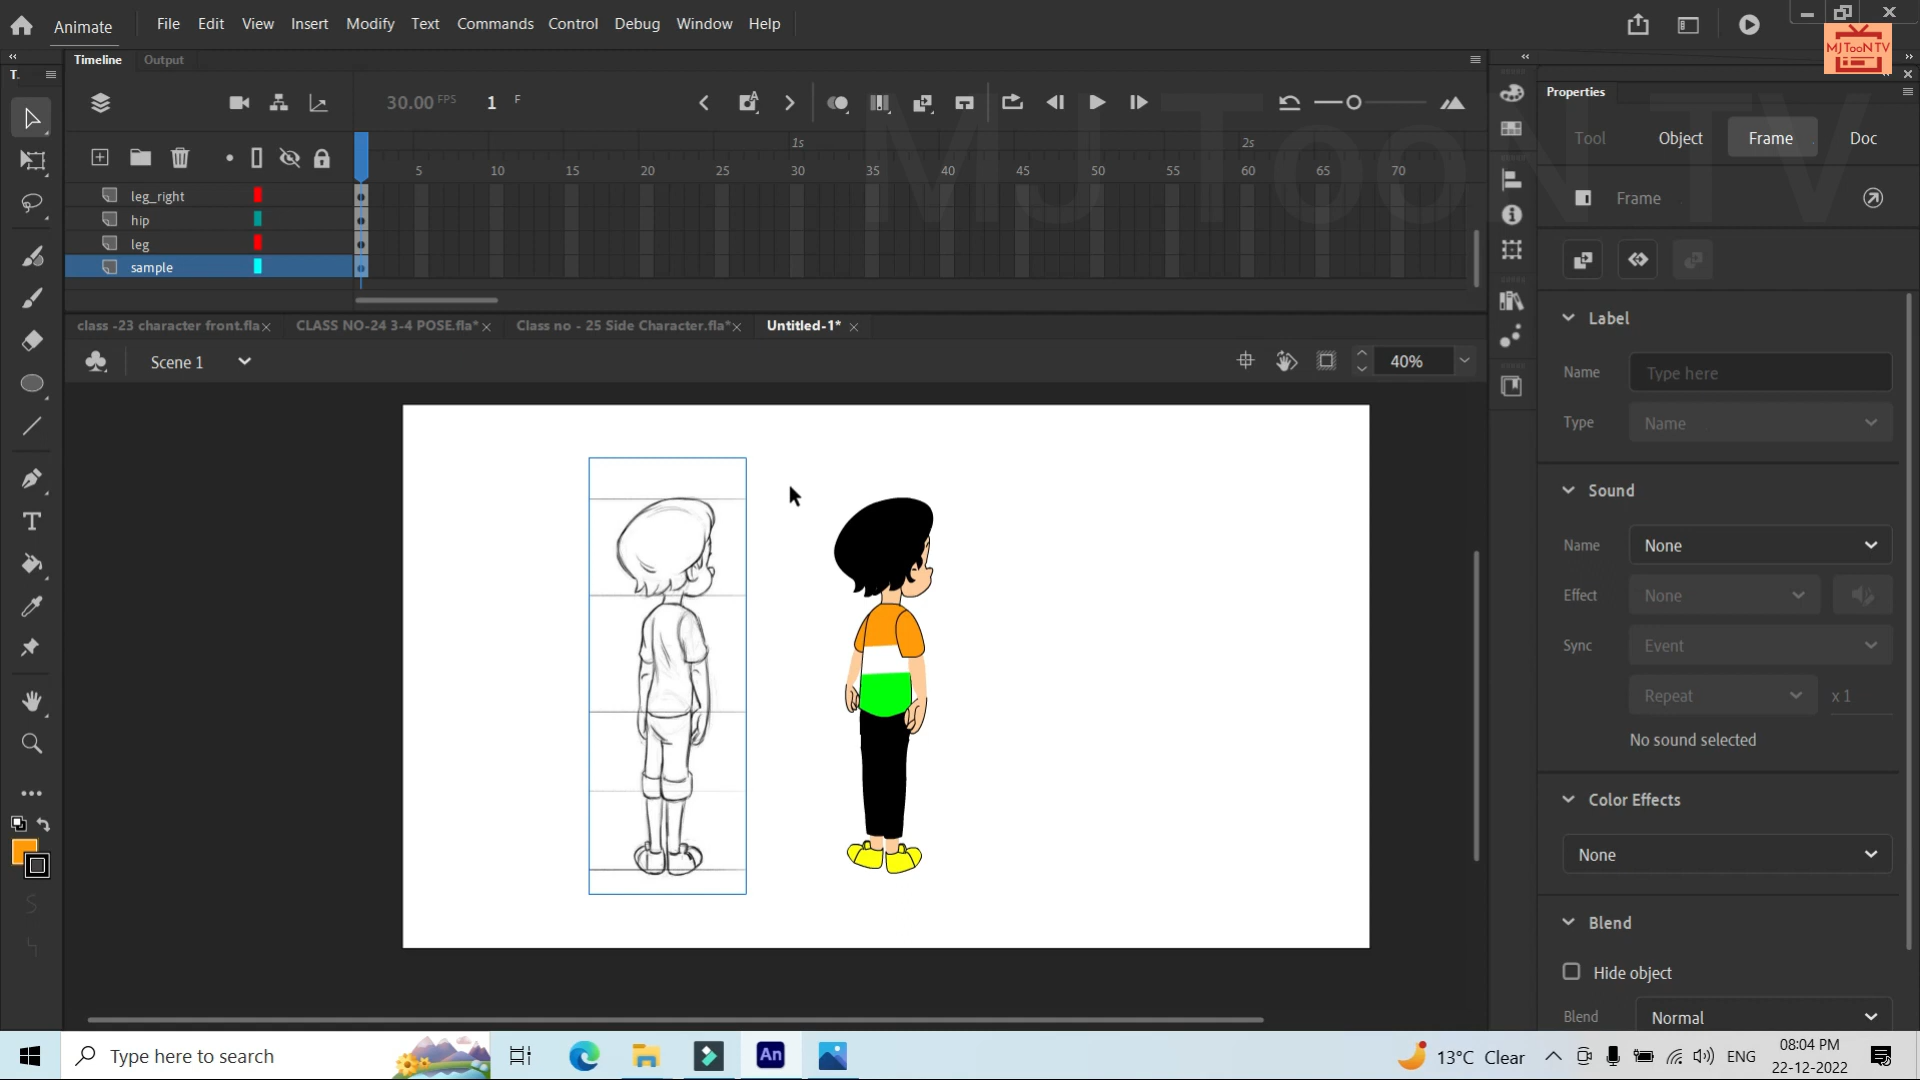 Animate File Edit View Insert Modify Text Commands Control Debug Window Help
MJTooN TV
Timeline Output
T.
Properties
30.00 FPS 1 F
Tool Object Frame Doc
MJ TooN TV
1s 2s
5 10 15 20 25 30 35 40 45 50 55 60 65 70
leg_right
hip
leg
sample
Frame
Label
class -23 character front.fla CLASS NO-24 3-4 POSE.fla* Class no - 25 Side Character.fla* Untitled-1*
Scene 1 40%
Name Type here
Type Name
Sound
Name None
Effect None
Sync Event
Repeat x 1
No sound selected
Color Effects
None
Blend
Hide object
Blend Normal
Type here to search
An
13°C Clear
ENG
08:04 PM
22-12-2022